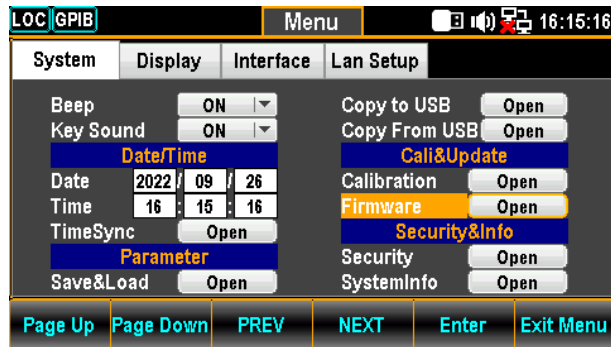 LOC GPIB Menu 16:15:16
System Display Interface Lan Setup
Beep ON
Key Sound ON
Date/Time
Date 2022 / 09 / 26
Time 16 : 15 : 16
TimeSync Open
Parameter
Save&Load Open
Copy to USB Open
Copy From USB Open
Cali&Update
Calibration Open
Firmware Open
Security&Info
Security Open
SystemInfo Open
Page Up Page Down PREV NEXT Enter Exit Menu